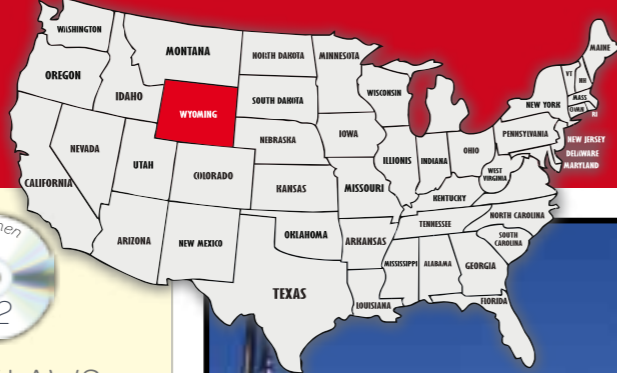 WASHINGTON
MONTANA
NORTH DAKOTA
MINNESOTA
MAINE
OREGON
IDAHO
WYOMING
SOUTH DAKOTA
WISCONSIN
VT
NH
NEW YORK
MASS
CONN
RI
NEVADA
UTAH
COLORADO
NEBRASKA
IOWA
ILLIONIS
INDIANA
OHIO
PENNSYLVANIA
NEW JERSEY
DELAWARE
MARYLAND
CALIFORNIA
KANSAS
MISSOURI
WEST
VIRGINIA
KENTUCKY
ARIZONA
NEW MEXICO
OKLAHOMA
ARKANSAS
TENNESSEE
NORTH CAROLINA
SOUTH
CAROLINA
MISSISSIPPI
ALABAMA
GEORGIA
TEXAS
LOUISIANA
FLORIDA
2